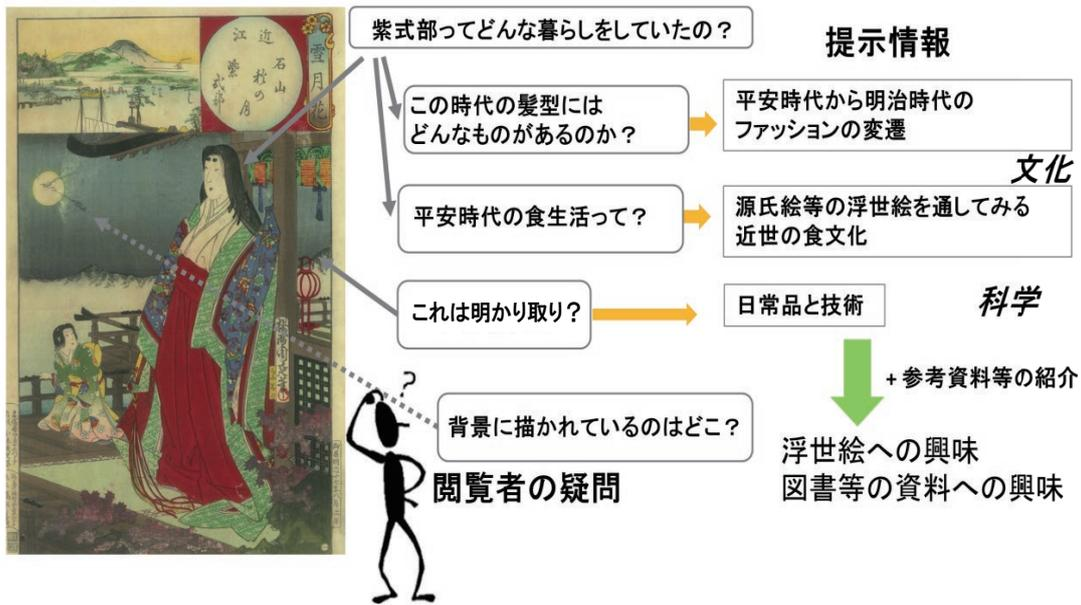 紫式部ってどんな暮らしをしていたの？
提示情報
雪月花
近江
石山
秋の月
紫式部
この時代の髪型には
どんなものがあるのか？
平安時代から明治時代の
ファッションの変遷
文化
平安時代の食生活って？
源氏絵等の浮世絵を通してみる
近世の食文化
これは明かり取り？
日常品と技術
科学
+参考資料等の紹介
?
背景に描かれているのはどこ？
閲覧者の疑問
浮世絵への興味
図書等の資料への興味